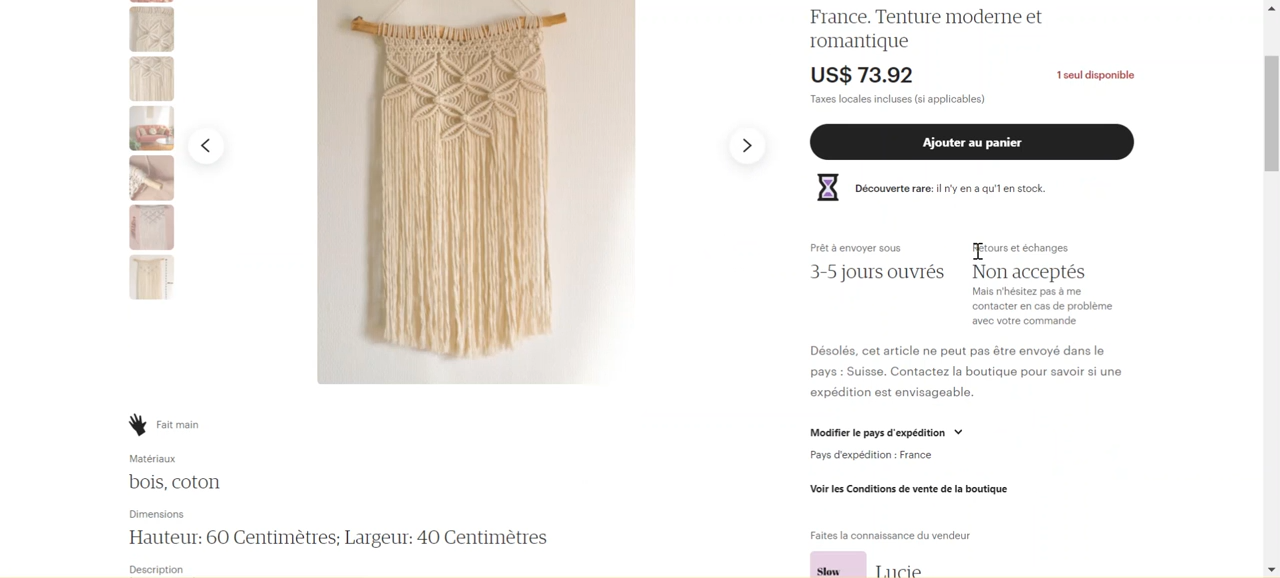 France. Tenture moderne et
romantique
US$ 73.92
1 seul disponible
Taxes locales incluses (si applicables)
Ajouter au panier
Découverte rare: il n'y en a qu'1 en stock.
Prêt à envoyer sous
3-5 jours ouvrés
Retours et échanges
Non acceptés
Mais n'hésitez pas à me
contacter en cas de problème
avec votre commande
Désolés, cet article ne peut pas être envoyé dans le
pays : Suisse. Contactez la boutique pour savoir si une
expédition est envisageable.
Modifier le pays d'expédition
Pays d'expédition : France
Voir les Conditions de vente de la boutique
Faites la connaissance du vendeur
Slow
Lucie
Fait main
Matériaux
bois, coton
Dimensions
Hauteur: 60 Centimètres; Largeur: 40 Centimètres
Description